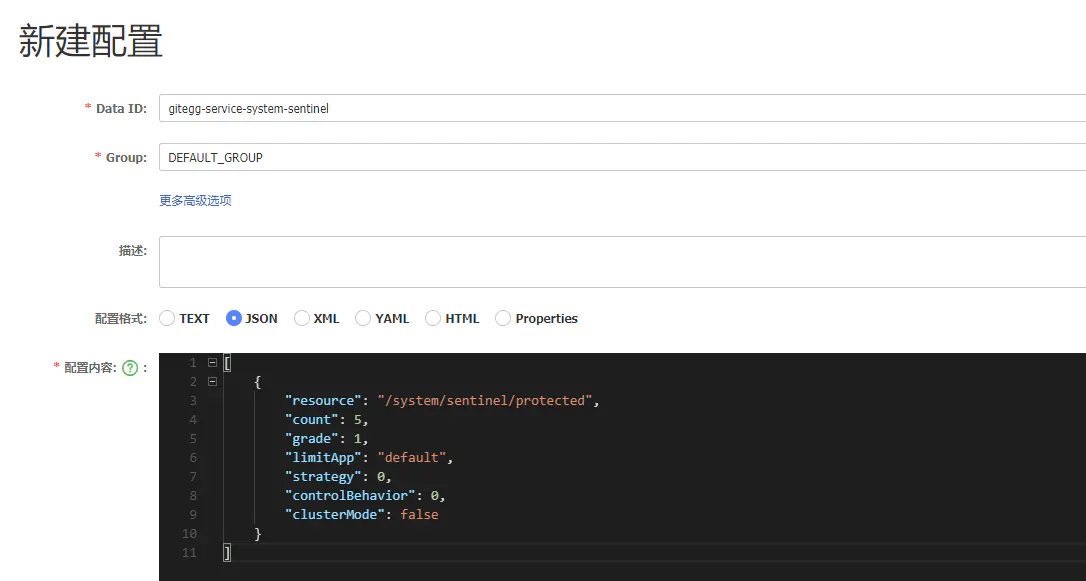 新建配置
* Data ID: gitegg-service-system-sentinel
* Group: DEFAULT_GROUP
更多高级选项
描述:
配置格式: TEXT JSON XML YAML HTML Properties
* 配置内容: ? :
1 [
2 {
3 "resource": "/system/sentinel/protected",
4 "count": 5,
5 "grade": 1,
6 "limitApp": "default",
7 "strategy": 0,
8 "controlBehavior": 0,
9 "clusterMode": false
10 }
11 ]